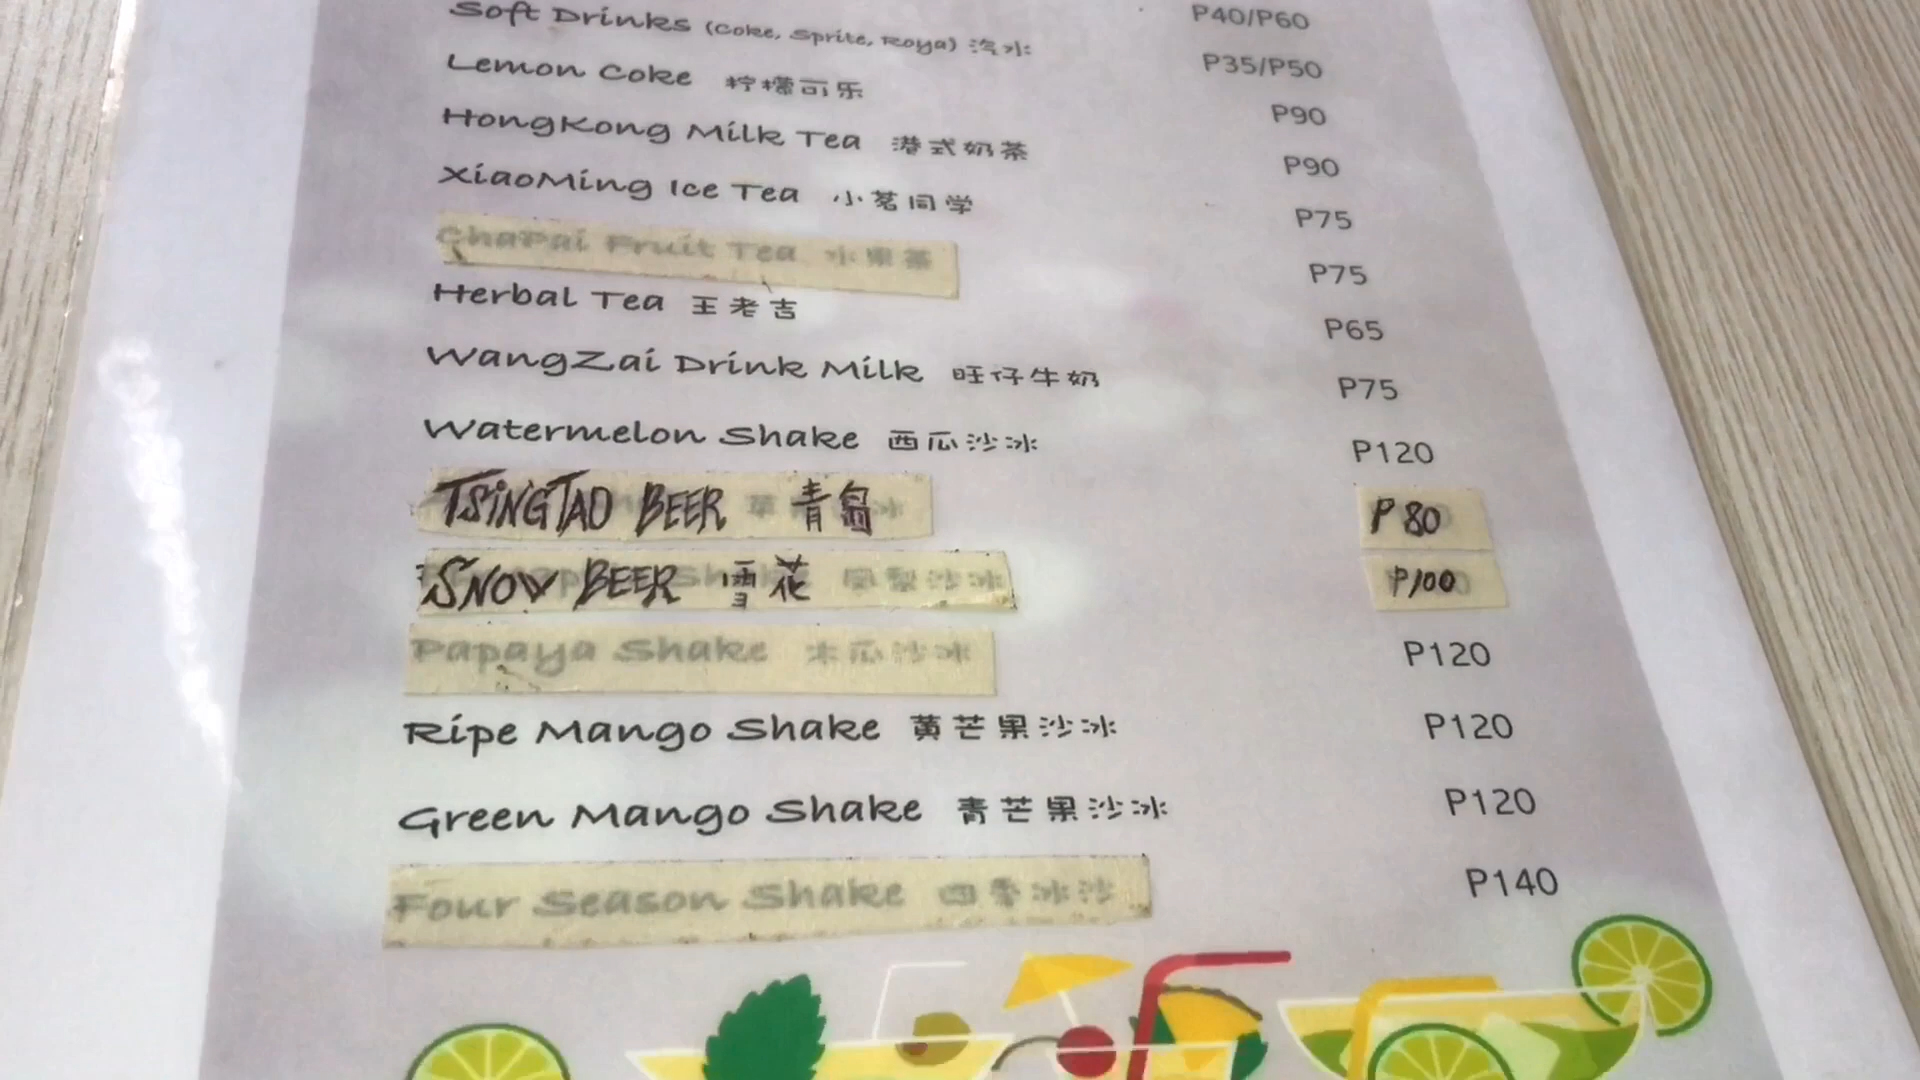 P40/P60
Soft Drinks (Coke, Sprite, Roya) 汽水 P35/P50
Lemon Coke 柠檬可乐 P90
HongKong Milk Tea 港式奶茶 P90
XiaoMing Ice Tea 小茗同学 P75
ChaPai Fruit Tea 水果茶 P75
Herbal Tea 王老吉 P65
WangZai Drink Milk 旺仔牛奶 P75
Watermelon Shake 西瓜沙冰 P120
TSINGTAO BEER 青岛 P80
SNOW BEER 雪花 P100
Papaya Shake 木瓜沙冰 P120
Ripe Mango Shake 黄芒果沙冰 P120
Green Mango Shake 青芒果沙冰 P120
Four Season Shake 四季冰沙 P140